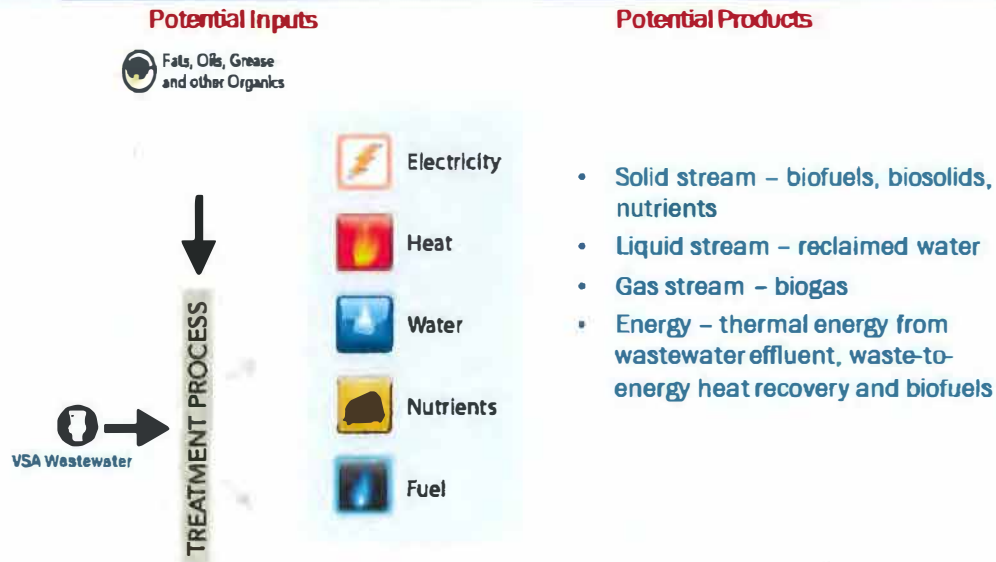 Potential Inputs
Potential Products
Fats, Oils, Grease
and other Organics
Electricity
Heat
Water
Nutrients
Fuel
VSA Wastewater
TREATMENT PROCESS
• Solid stream – biofuels, biosolids,
nutrients
• Liquid stream – reclaimed water
• Gas stream – biogas
• Energy – thermal energy from
wastewater effluent, waste-to-
energy heat recovery and biofuels